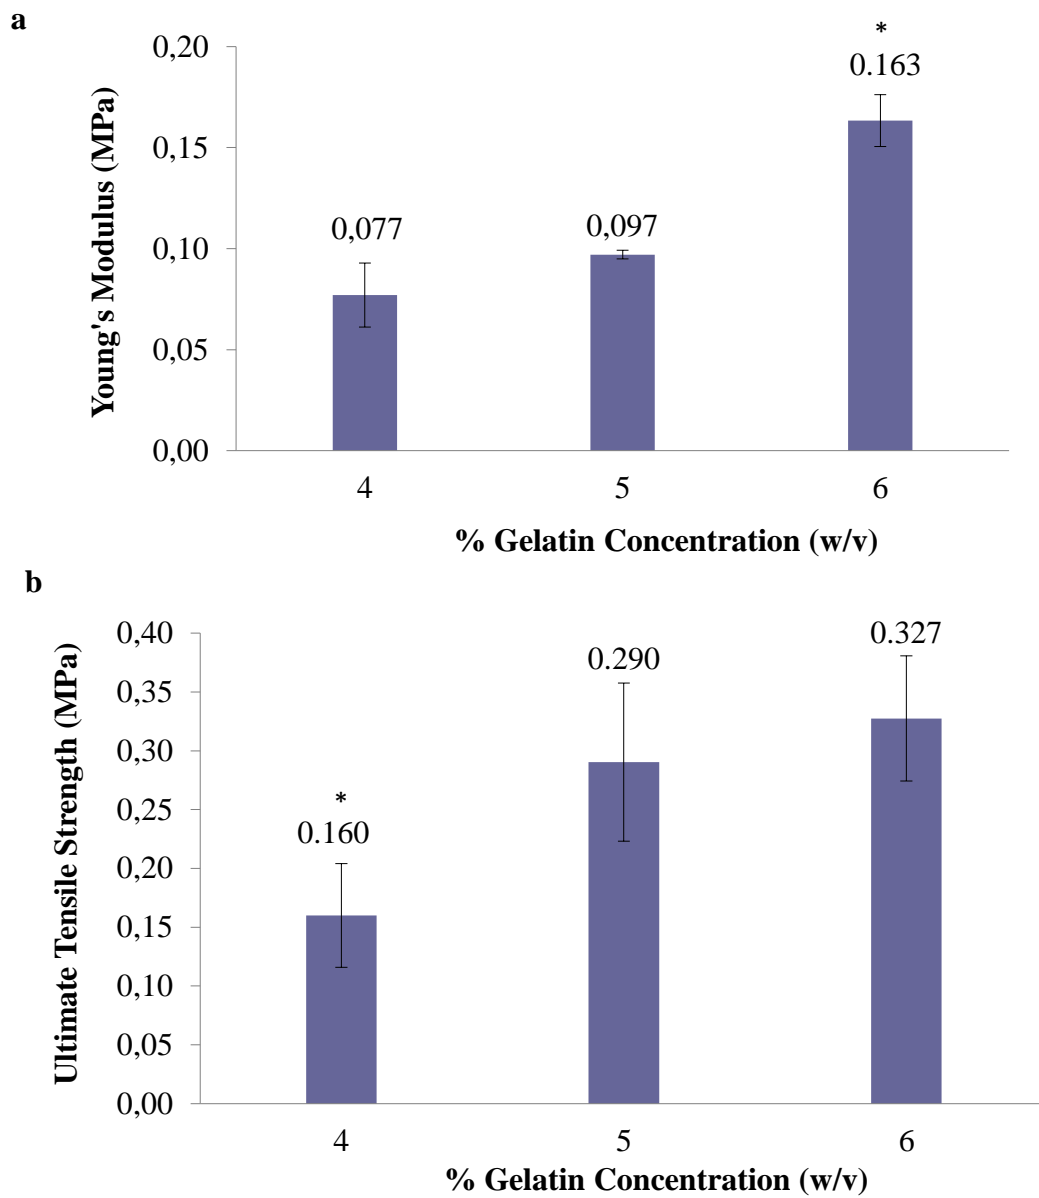 a
*
0,20
0.163
0,15
0,077
0,097
0,10
0,05
0,00
Young's Modulus (MPa)
4 5 6
% Gelatin Concentration (w/v)
b
0,40
0.327
0.290
0,35
0,30
0,25
*
0.160
0,20
0,15
0,10
0,05
0,00
Ultimate Tensile Strength (MPa)
4 5 6
% Gelatin Concentration (w/v)